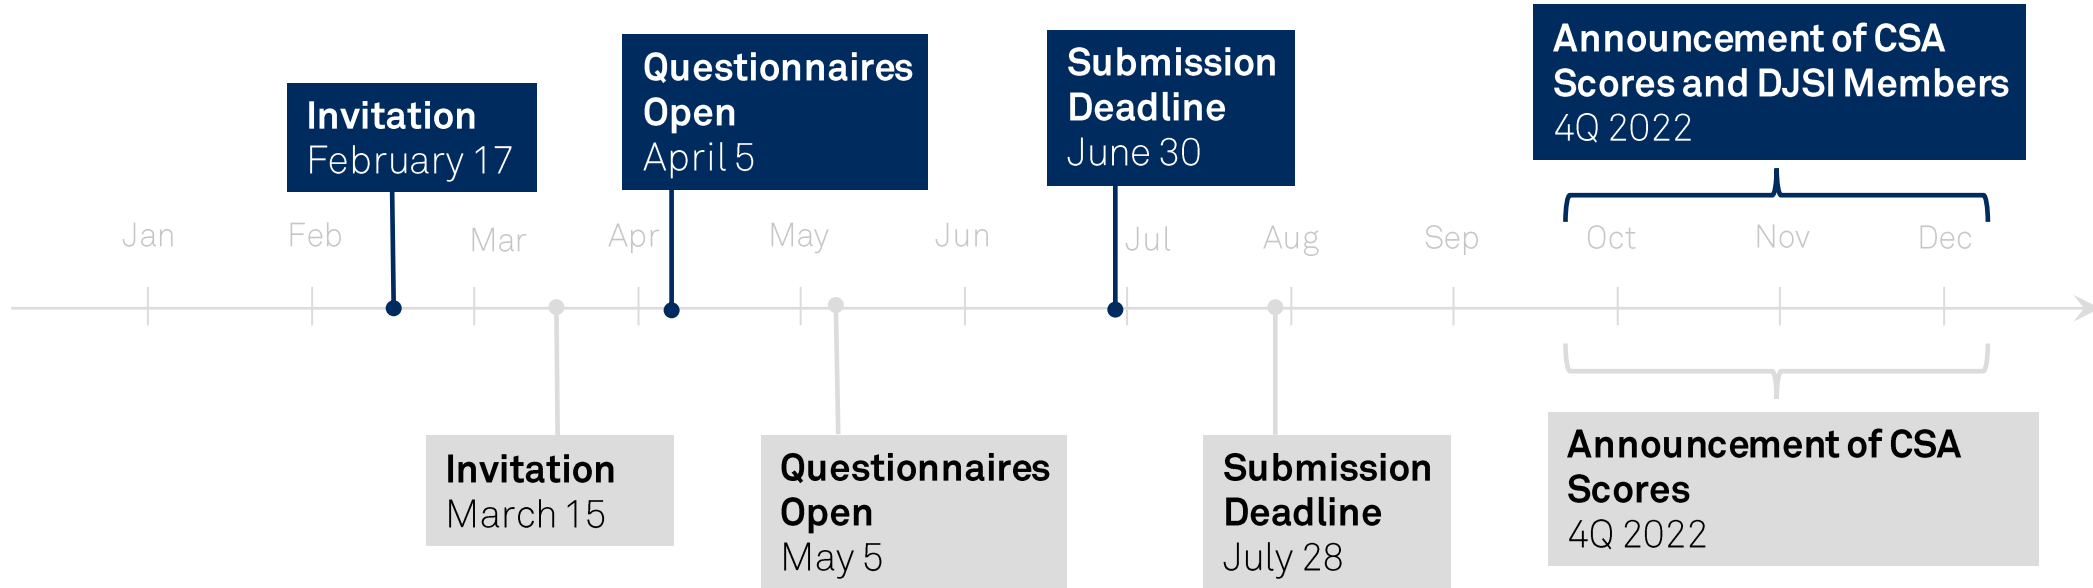 Invitation
February 17
Questionnaires
Open
April 5
Submission
Deadline
June 30
Announcement of CSA
Scores and DJSI Members
4Q 2022
Jan
Feb
Mar
Apr
May
Jun
Jul
Aug
Sep
Oct
Nov
Dec
Invitation
March 15
Questionnaires
Open
May 5
Submission
Deadline
July 28
Announcement of CSA
Scores
4Q 2022